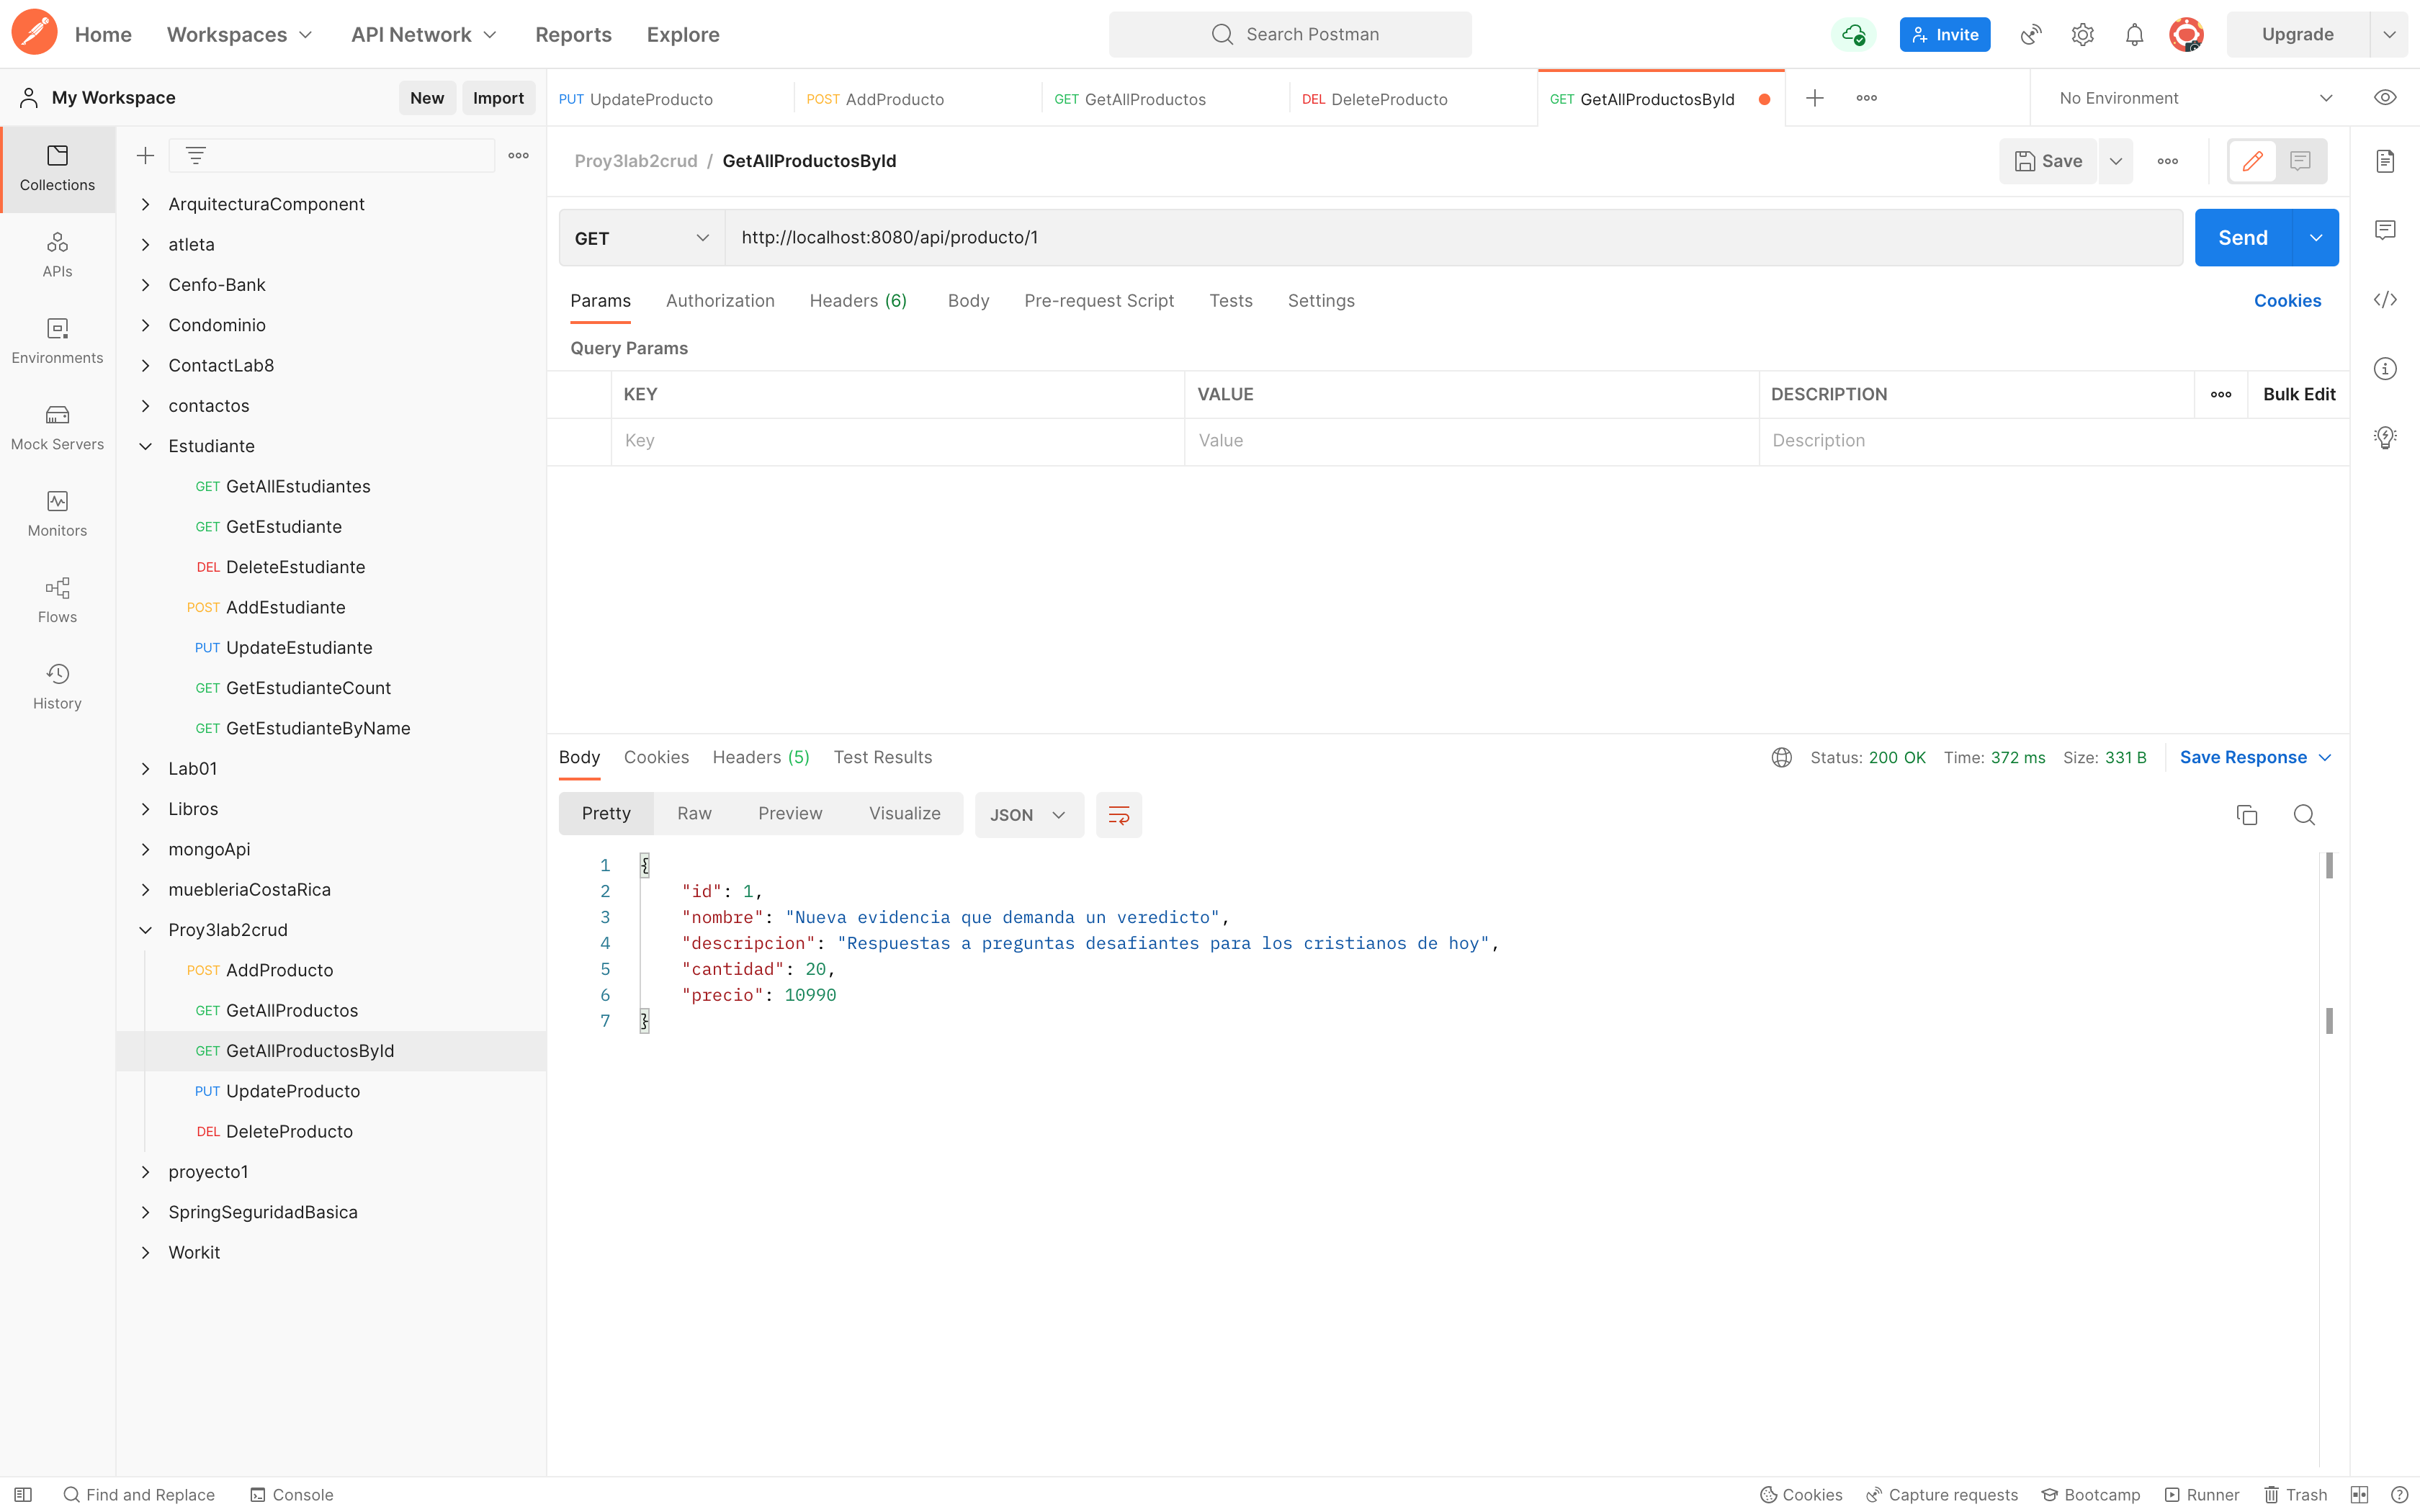 Home Workspaces API Network Reports Explore Search Postman Invite Upgrade
My Workspace New Import PUT UpdateProducto POST AddProducto GET GetAllProductos DEL DeleteProducto GET GetAllProductosById No Environment
Collections
APIs
Environments
Mock Servers
Monitors
Flows
History
ArquitecturaComponent
atleta
Cenfo-Bank
Condominio
ContactLab8
contactos
Estudiante
GET GetAllEstudiantes
GET GetEstudiante
DEL DeleteEstudiante
POST AddEstudiante
PUT UpdateEstudiante
GET GetEstudianteCount
GET GetEstudianteByName
Lab01
Libros
mongoApi
muebleriaCostaRica
Proy3lab2crud
POST AddProducto
GET GetAllProductos
GET GetAllProductosById
PUT UpdateProducto
DEL DeleteProducto
proyecto1
SpringSeguridadBasica
Workit
Proy3lab2crud / GetAllProductosById Save
GET http://localhost:8080/api/producto/1 Send
Params Authorization Headers (6) Body Pre-request Script Tests Settings Cookies
Query Params
KEY VALUE DESCRIPTION Bulk Edit
Key Value Description
Body Cookies Headers (5) Test Results Status: 200 OK Time: 372 ms Size: 331 B Save Response
Pretty Raw Preview Visualize JSON
1 {
2 "id": 1,
3 "nombre": "Nueva evidencia que demanda un veredicto",
4 "descripcion": "Respuestas a preguntas desafiantes para los cristianos de hoy",
5 "cantidad": 20,
6 "precio": 10990
7 }
Find and Replace Console Cookies Capture requests Bootcamp Runner Trash